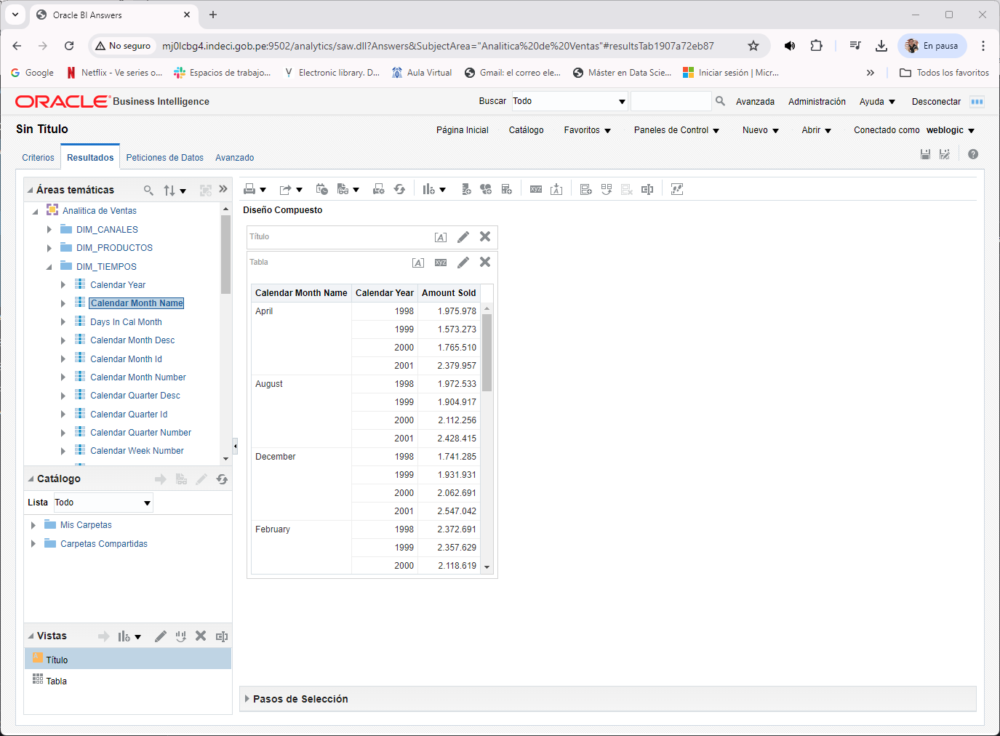 Oracle BI Answers
No seguro
mj0lcbg4.indeci.gob.pe:9502/analytics/saw.dll?Answers&SubjectArea="Analitica%20de%20Ventas"#resultsTab1907a72eb87
En pausa
Google
Netflix - Ve series o...
Espacios de trabajo...
Electronic library. D...
Aula Virtual
Gmail: el correo ele...
Máster en Data Scie...
Iniciar sesión | Micr...
Todos los favoritos
ORACLE Business Intelligence
Buscar Todo
Avanzada Administración Ayuda Desconectar
Sin Título
Página Inicial Catálogo Favoritos Paneles de Control Nuevo Abrir Conectado como weblogic
Criterios Resultados Peticiones de Datos Avanzado
Áreas temáticas
Analitica de Ventas
DIM_CANALES
DIM_PRODUCTOS
DIM_TIEMPOS
Calendar Year
Calendar Month Name
Days In Cal Month
Calendar Month Desc
Calendar Month Id
Calendar Month Number
Calendar Quarter Desc
Calendar Quarter Id
Calendar Quarter Number
Calendar Week Number
Catálogo
Lista Todo
Mis Carpetas
Carpetas Compartidas
Vistas
Título
Tabla
Diseño Compuesto
Título
Tabla
Calendar Month Name Calendar Year Amount Sold
April 1998 1.975.978
1999 1.573.273
2000 1.765.510
2001 2.379.957
August 1998 1.972.533
1999 1.904.917
2000 2.112.256
2001 2.428.415
December 1998 1.741.285
1999 1.931.931
2000 2.062.691
2001 2.547.042
February 1998 2.372.691
1999 2.357.629
2000 2.118.619
Pasos de Selección